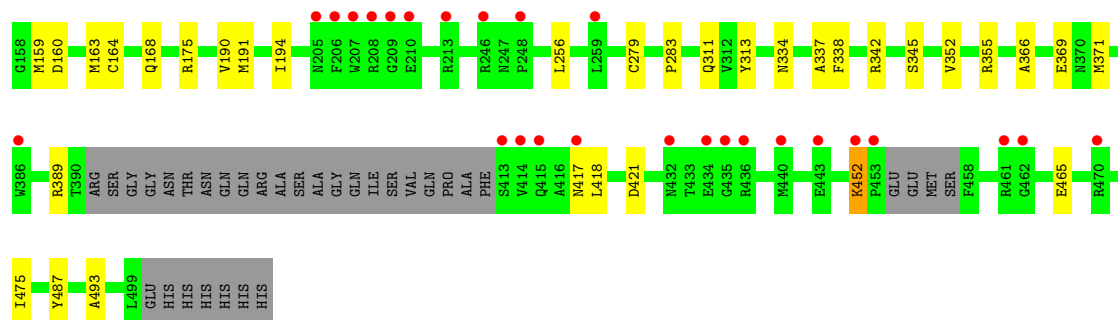 G158 M159 D160 M163 C164 Q168 R175 V190 M191 I194 N205 F206 W207 R208 G209 E210 R213 R246 N247 P248 L256 L259 C279 P283 Q311 V312 Y313 N334 A337 F338 R342 S345 V352 R355 A366 E369 N370 M371
W386 R389 T390 ARG SER GLY GLY ASN THR ASN GLN GLN ARG ALA SER ALA GLY GLN ILE SER VAL GLN PRO ALA PHE S413 V414 Q415 A416 N417 L418 D421 N432 T433 E434 G435 R436 M440 E443 K452 P453 GLU GLU MET SER F458 R461 G462 E465 R470
I475 Y487 A493 L499 GLU HIS HIS HIS HIS HIS HIS